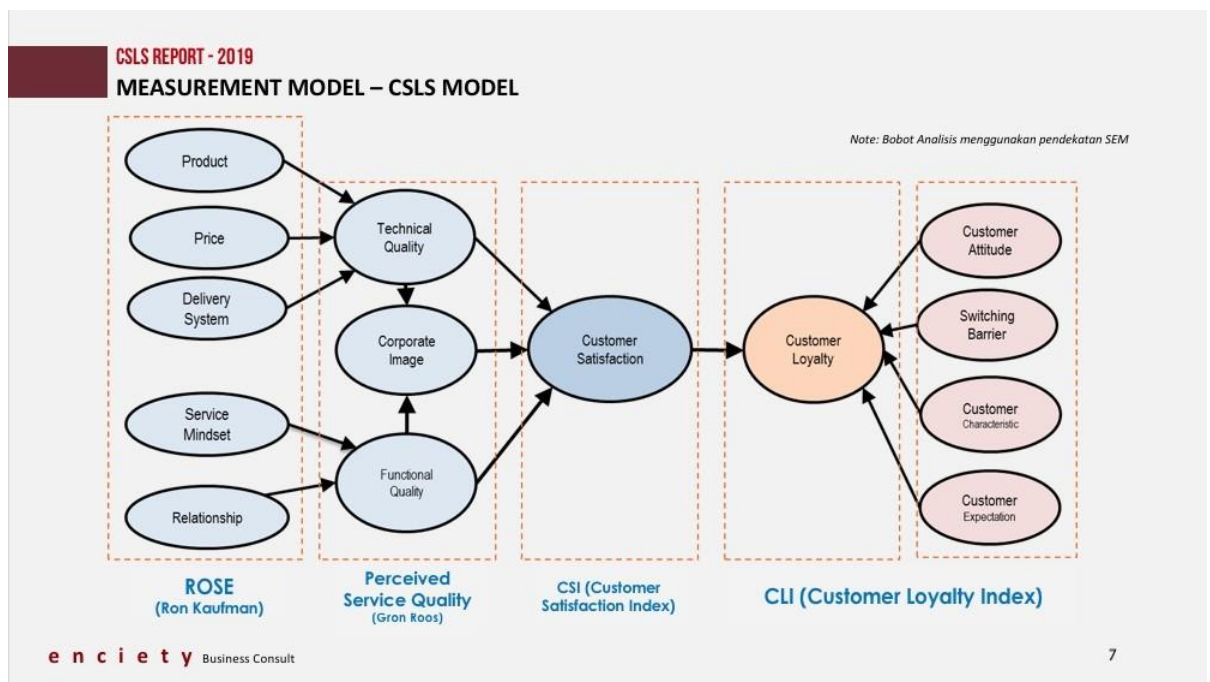 CSLS REPORT - 2019
MEASUREMENT MODEL – CSLS MODEL
Note: Bobot Analisis menggunakan pendekatan SEM
Product
Price
Delivery
System
Service
Mindset
Relationship
Technical
Quality
Corporate
Image
Functional
Quality
Customer
Satisfaction
Customer
Loyalty
Customer
Attitude
Switching
Barrier
Customer
Characteristic
Customer
Expectation
ROSE
(Ron Kaufman)
Perceived
Service Quality
(Gron Roos)
CSI (Customer
Satisfaction Index)
CLI (Customer Loyalty Index)
enciety Business Consult
7